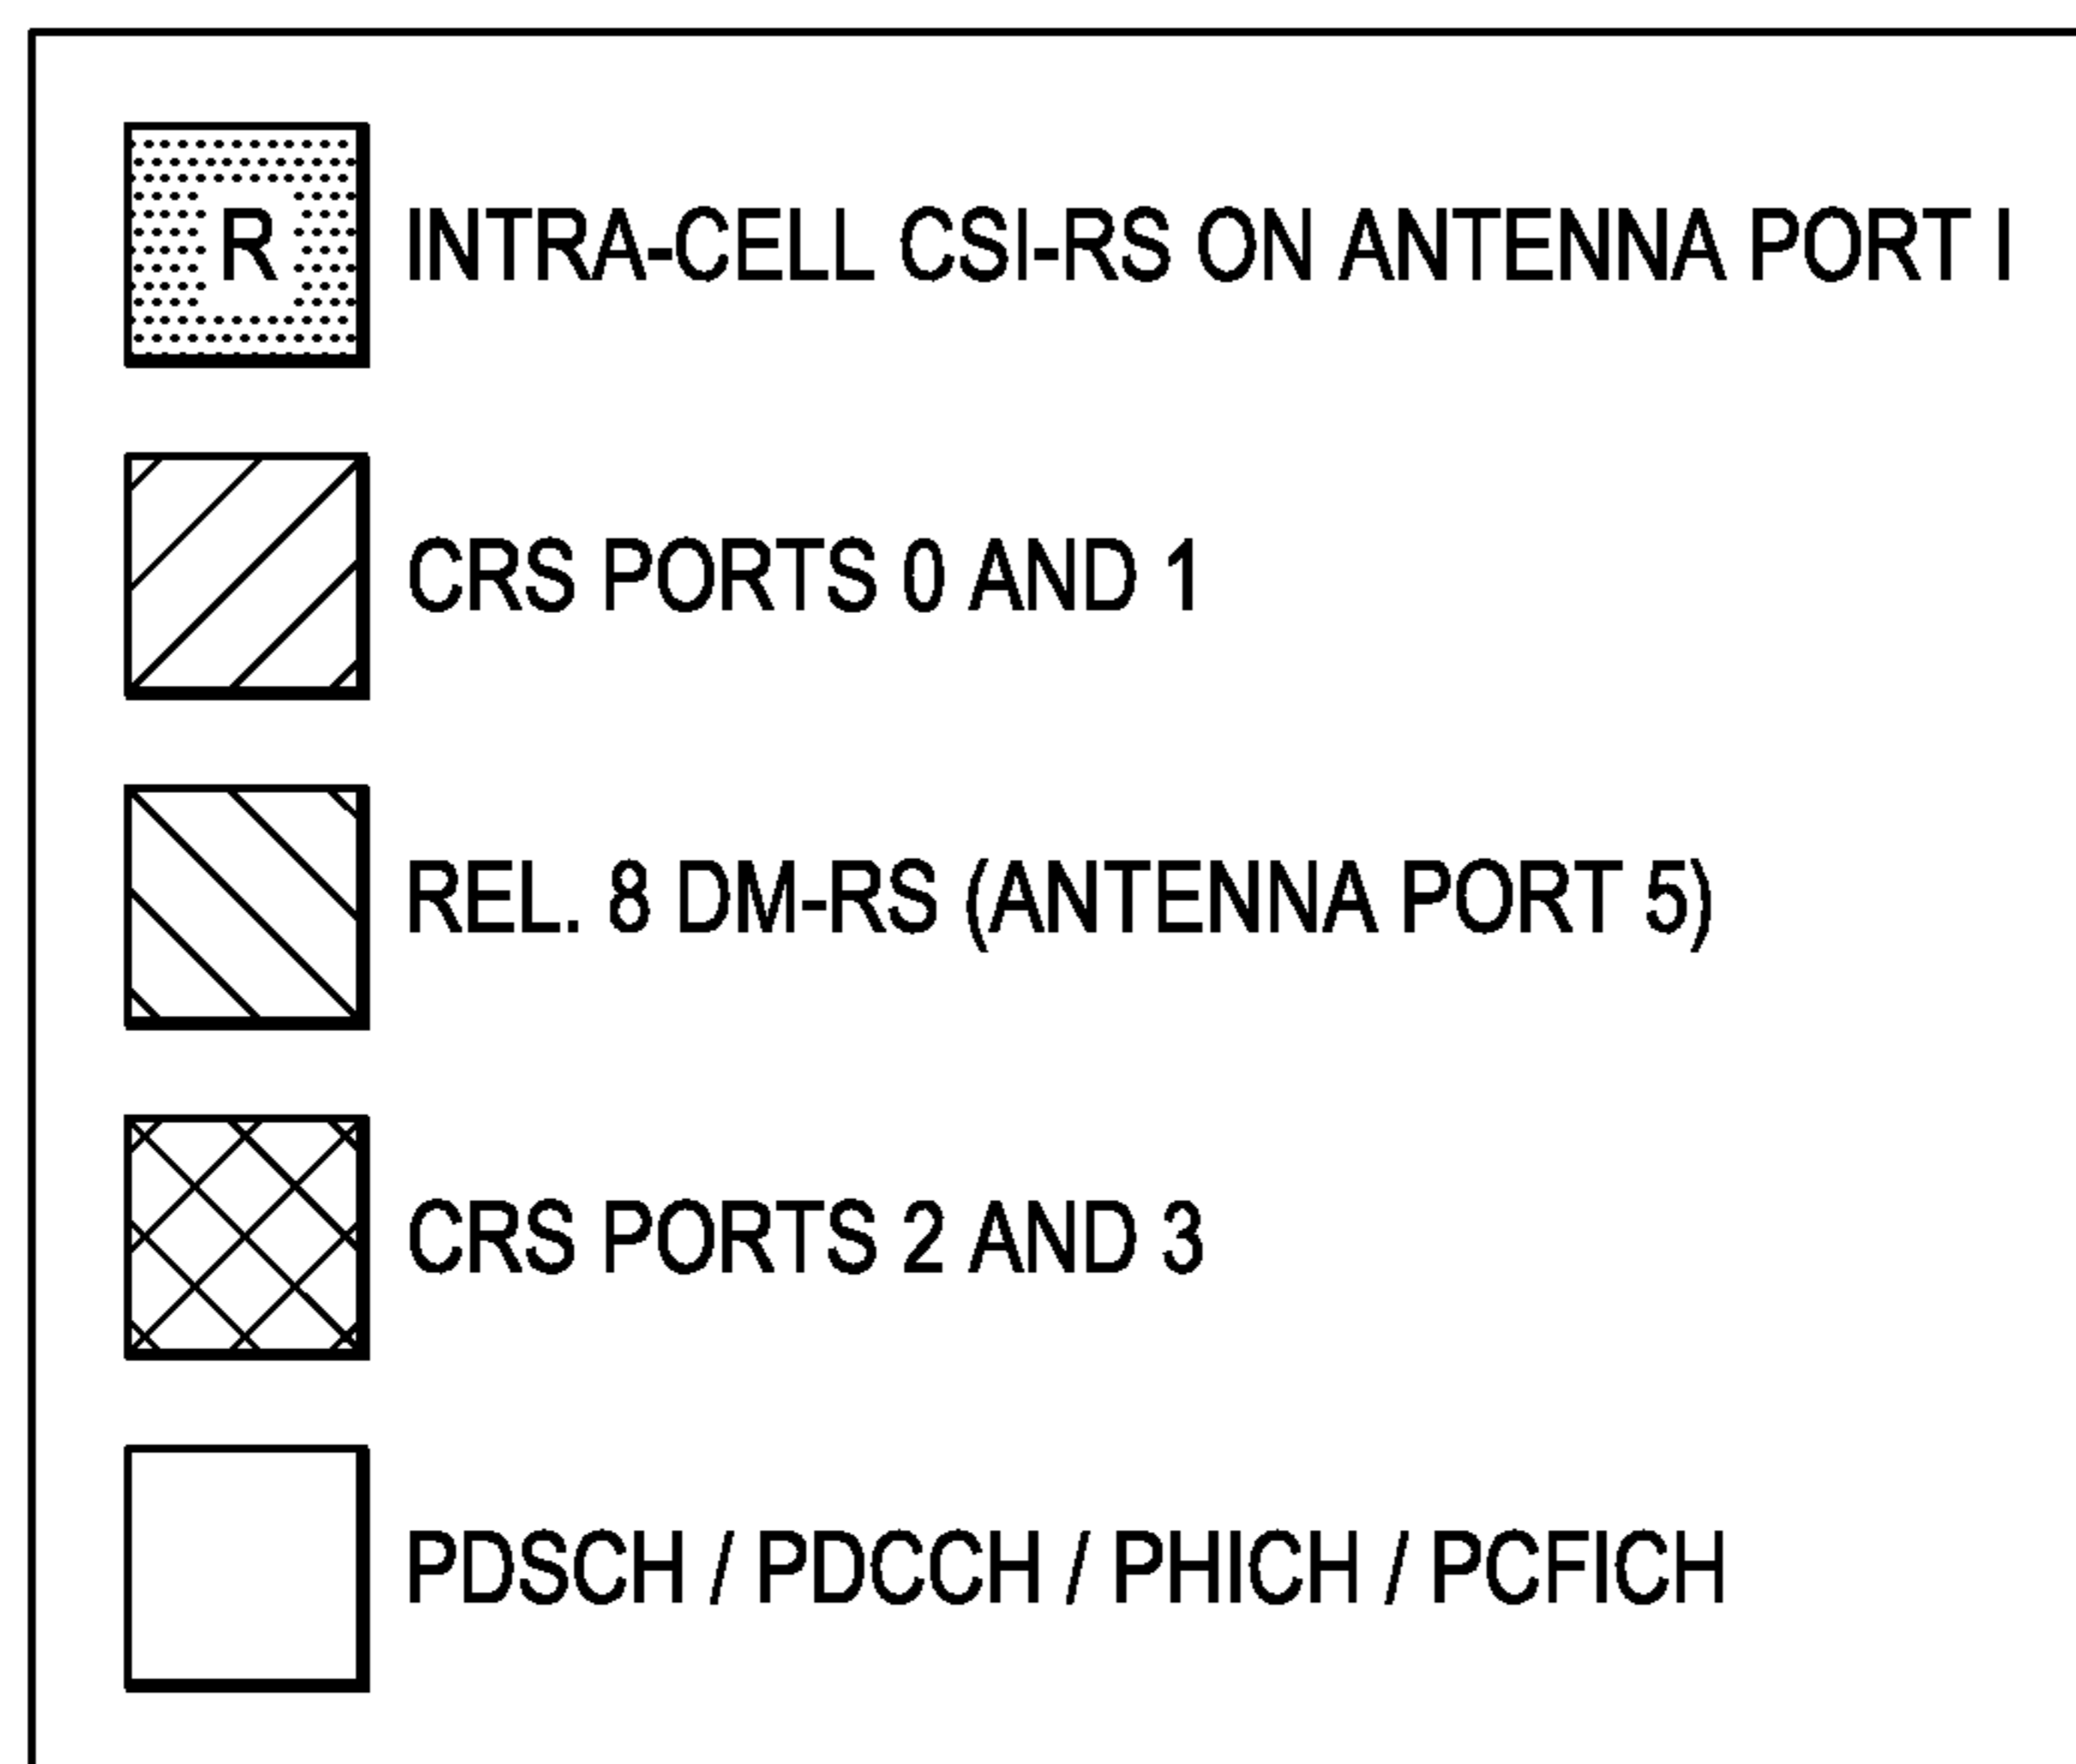 R INTRA-CELL CSI-RS ON ANTENNA PORT I
CRS PORTS 0 AND 1
REL. 8 DM-RS (ANTENNA PORT 5)
CRS PORTS 2 AND 3
PDSCH / PDCCH / PHICH / PCFICH